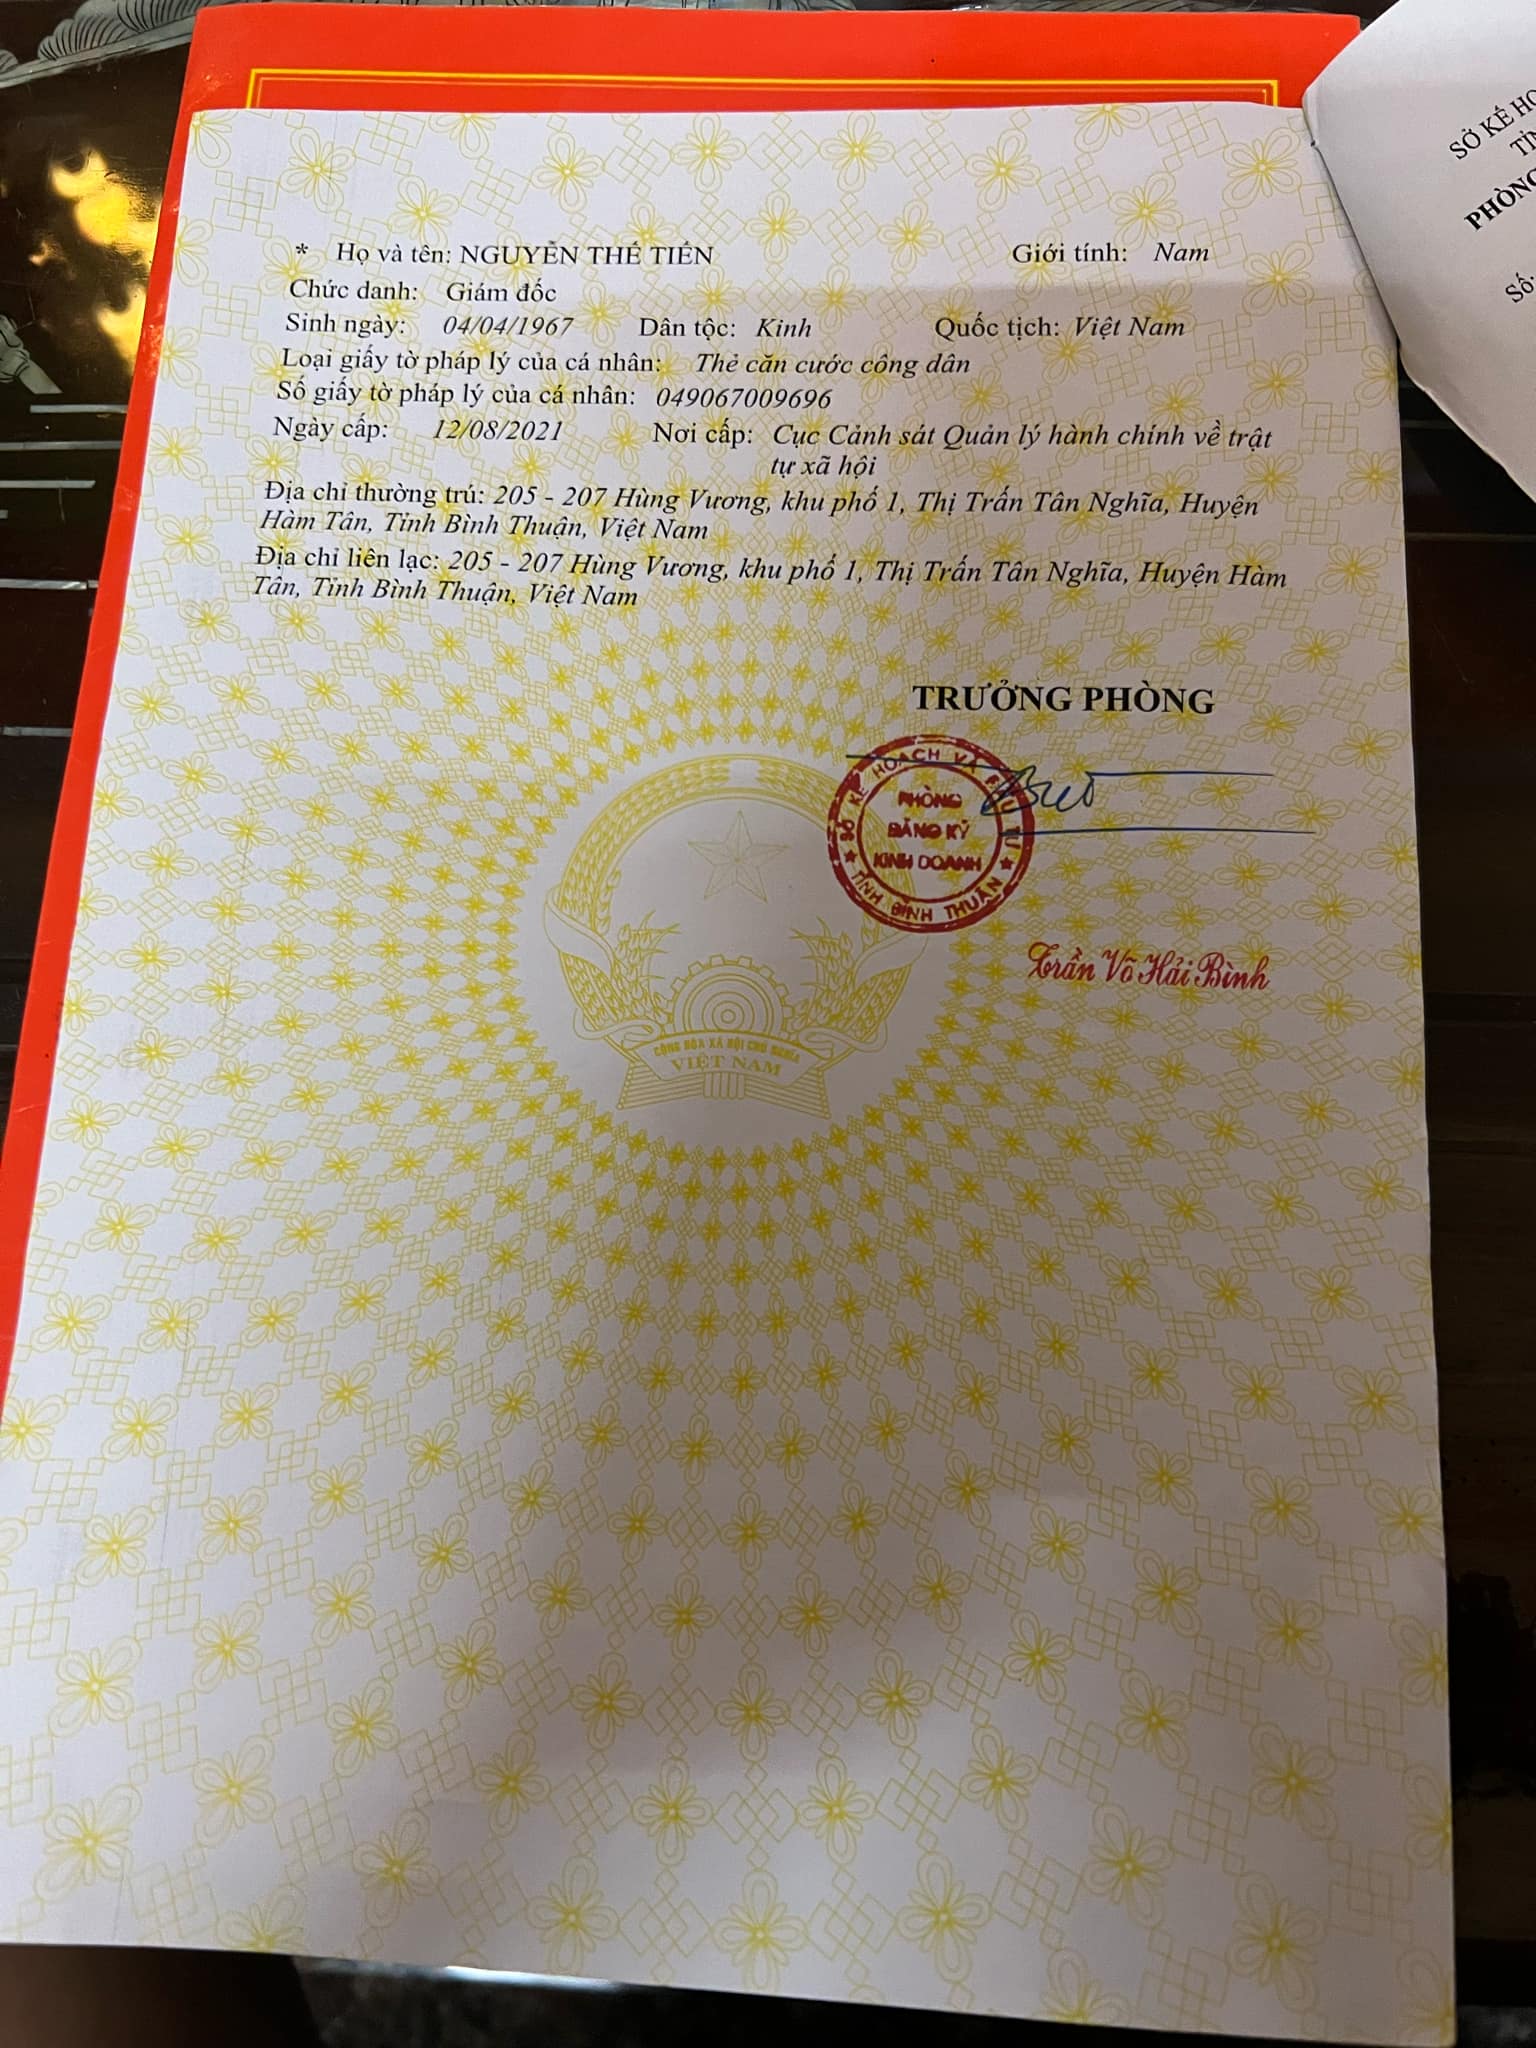 * Họ và tên: NGUYỄN THẾ TIẾN Giới tính: Nam
Chức danh: Giám đốc
Sinh ngày: 04/04/1967 Dân tộc: Kinh Quốc tịch: Việt Nam
Loại giấy tờ pháp lý của cá nhân: Thẻ căn cước công dân
Số giấy tờ pháp lý của cá nhân: 049067009696
Ngày cấp: 12/08/2021 Nơi cấp: Cục Cảnh sát Quản lý hành chính về trật
tự xã hội
Địa chỉ thường trú: 205 - 207 Hùng Vương, khu phố 1, Thị Trấn Tân Nghĩa, Huyện
Hàm Tân, Tỉnh Bình Thuận, Việt Nam
Địa chỉ liên lạc: 205 - 207 Hùng Vương, khu phố 1, Thị Trấn Tân Nghĩa, Huyện Hàm
Tân, Tỉnh Bình Thuận, Việt Nam
TRƯỞNG PHÒNG
SỞ KẾ HOẠCH VÀ ĐẦU TƯ
PHÒNG
ĐĂNG KÝ
KINH DOANH
TỈNH BÌNH THUẬN
Trần Võ Hải Bình
CỘNG HÒA XÃ HỘI CHỦ NGHĨA
VIỆT NAM
SỞ KẾ
PHÒNG
Số: